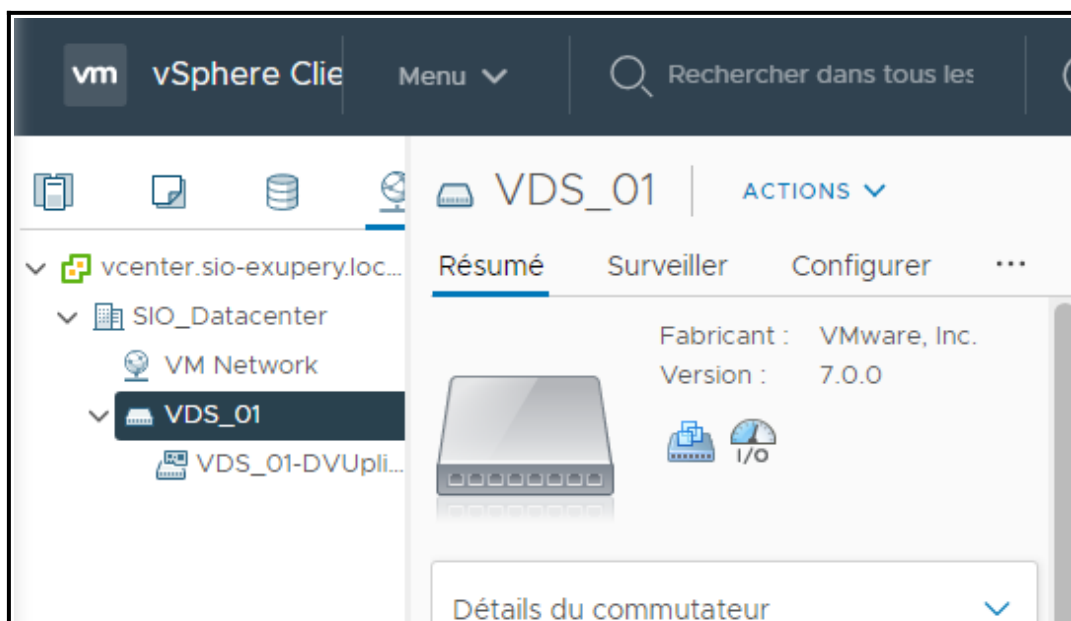 vm vSphere Clie Menu Rechercher dans tous les
VDS_01 ACTIONS
vcenter.sio-exupery.loc...
SIO_Datacenter
VM Network
VDS_01
VDS_01-DVUpli...
Résumé Surveiller Configurer ...
Fabricant : VMware, Inc.
Version : 7.0.0
I/O
Détails du commutateur